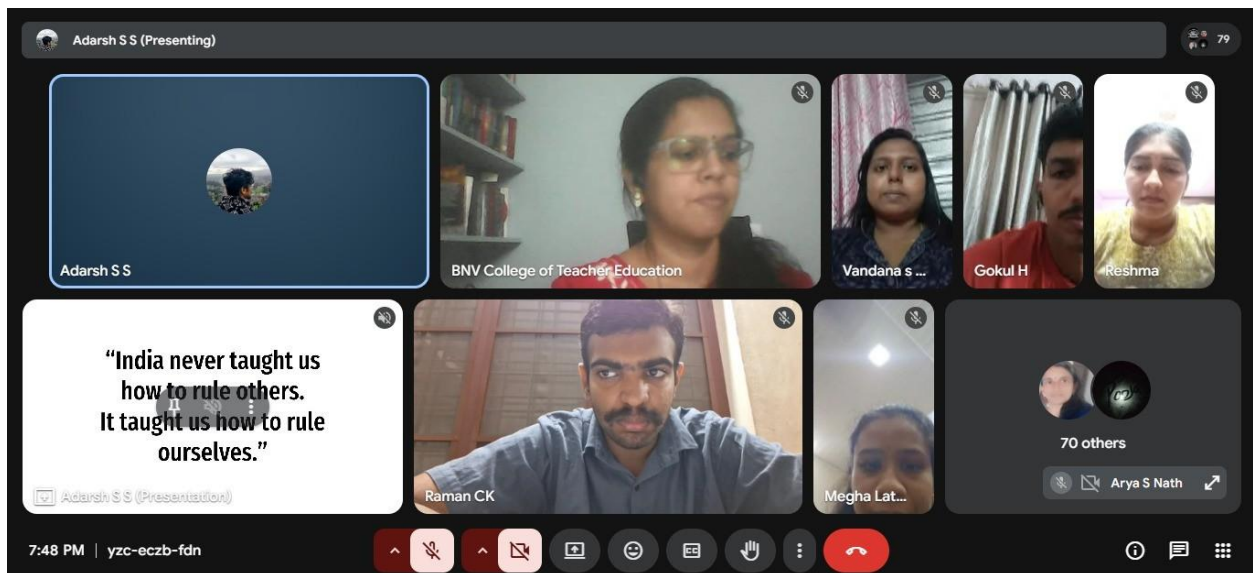 Adarsh S S (Presenting)
79
Adarsh S S
BNV College of Teacher Education
Vandana s ...
Gokul H
Reshma
“India never taught us
how to rule others.
It taught us how to rule
ourselves.”
Adarsh S S (Presentation)
Raman CK
Megha Lat...
70 others
Arya S Nath
7:48 PM | yzc-eczb-fdn
CC